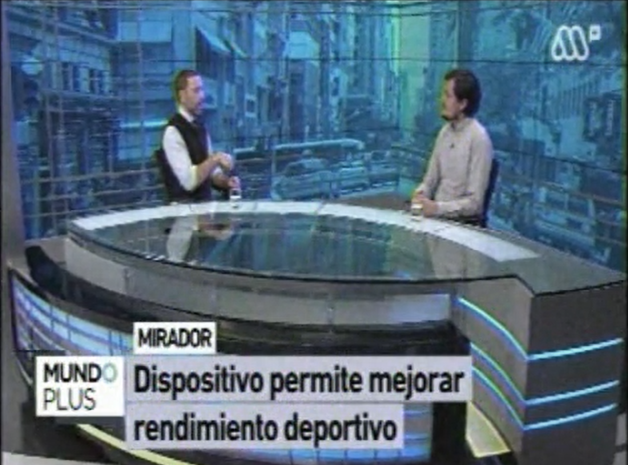 MIRADOR
MUNDO
PLUS
Dispositivo permite mejorar
rendimiento deportivo